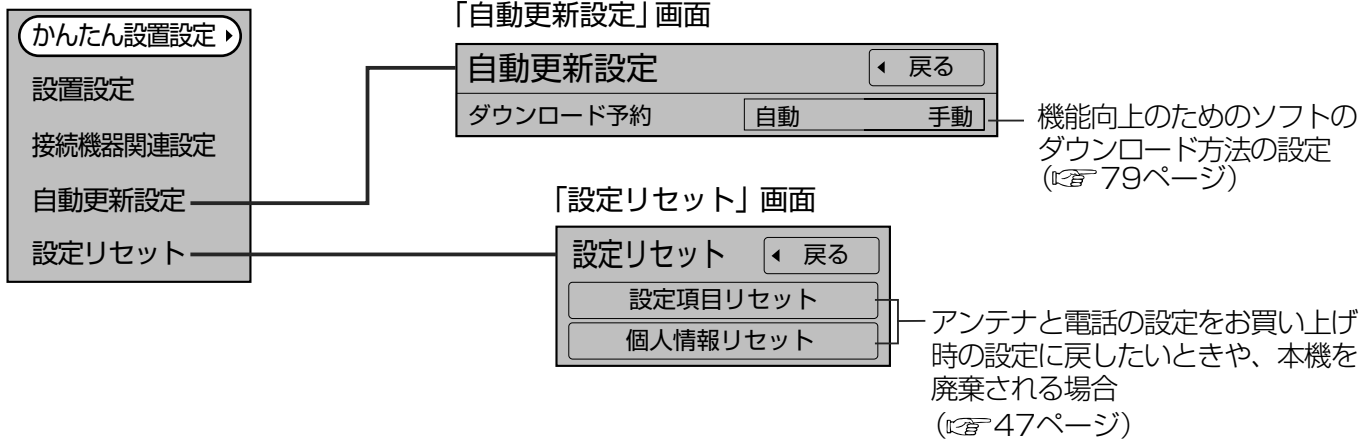 かんたん設置設定
設置設定
接続機器関連設定
自動更新設定
設定リセット
「自動更新設定」画面
自動更新設定 戻る
ダウンロード予約 自動 手動
機能向上のためのソフトの
ダウンロード方法の設定
(☞79ページ)
「設定リセット」画面
設定リセット 戻る
設定項目リセット
個人情報リセット
アンテナと電話の設定をお買い上げ
時の設定に戻したいときや、本機を
廃棄される場合
(☞47ページ)